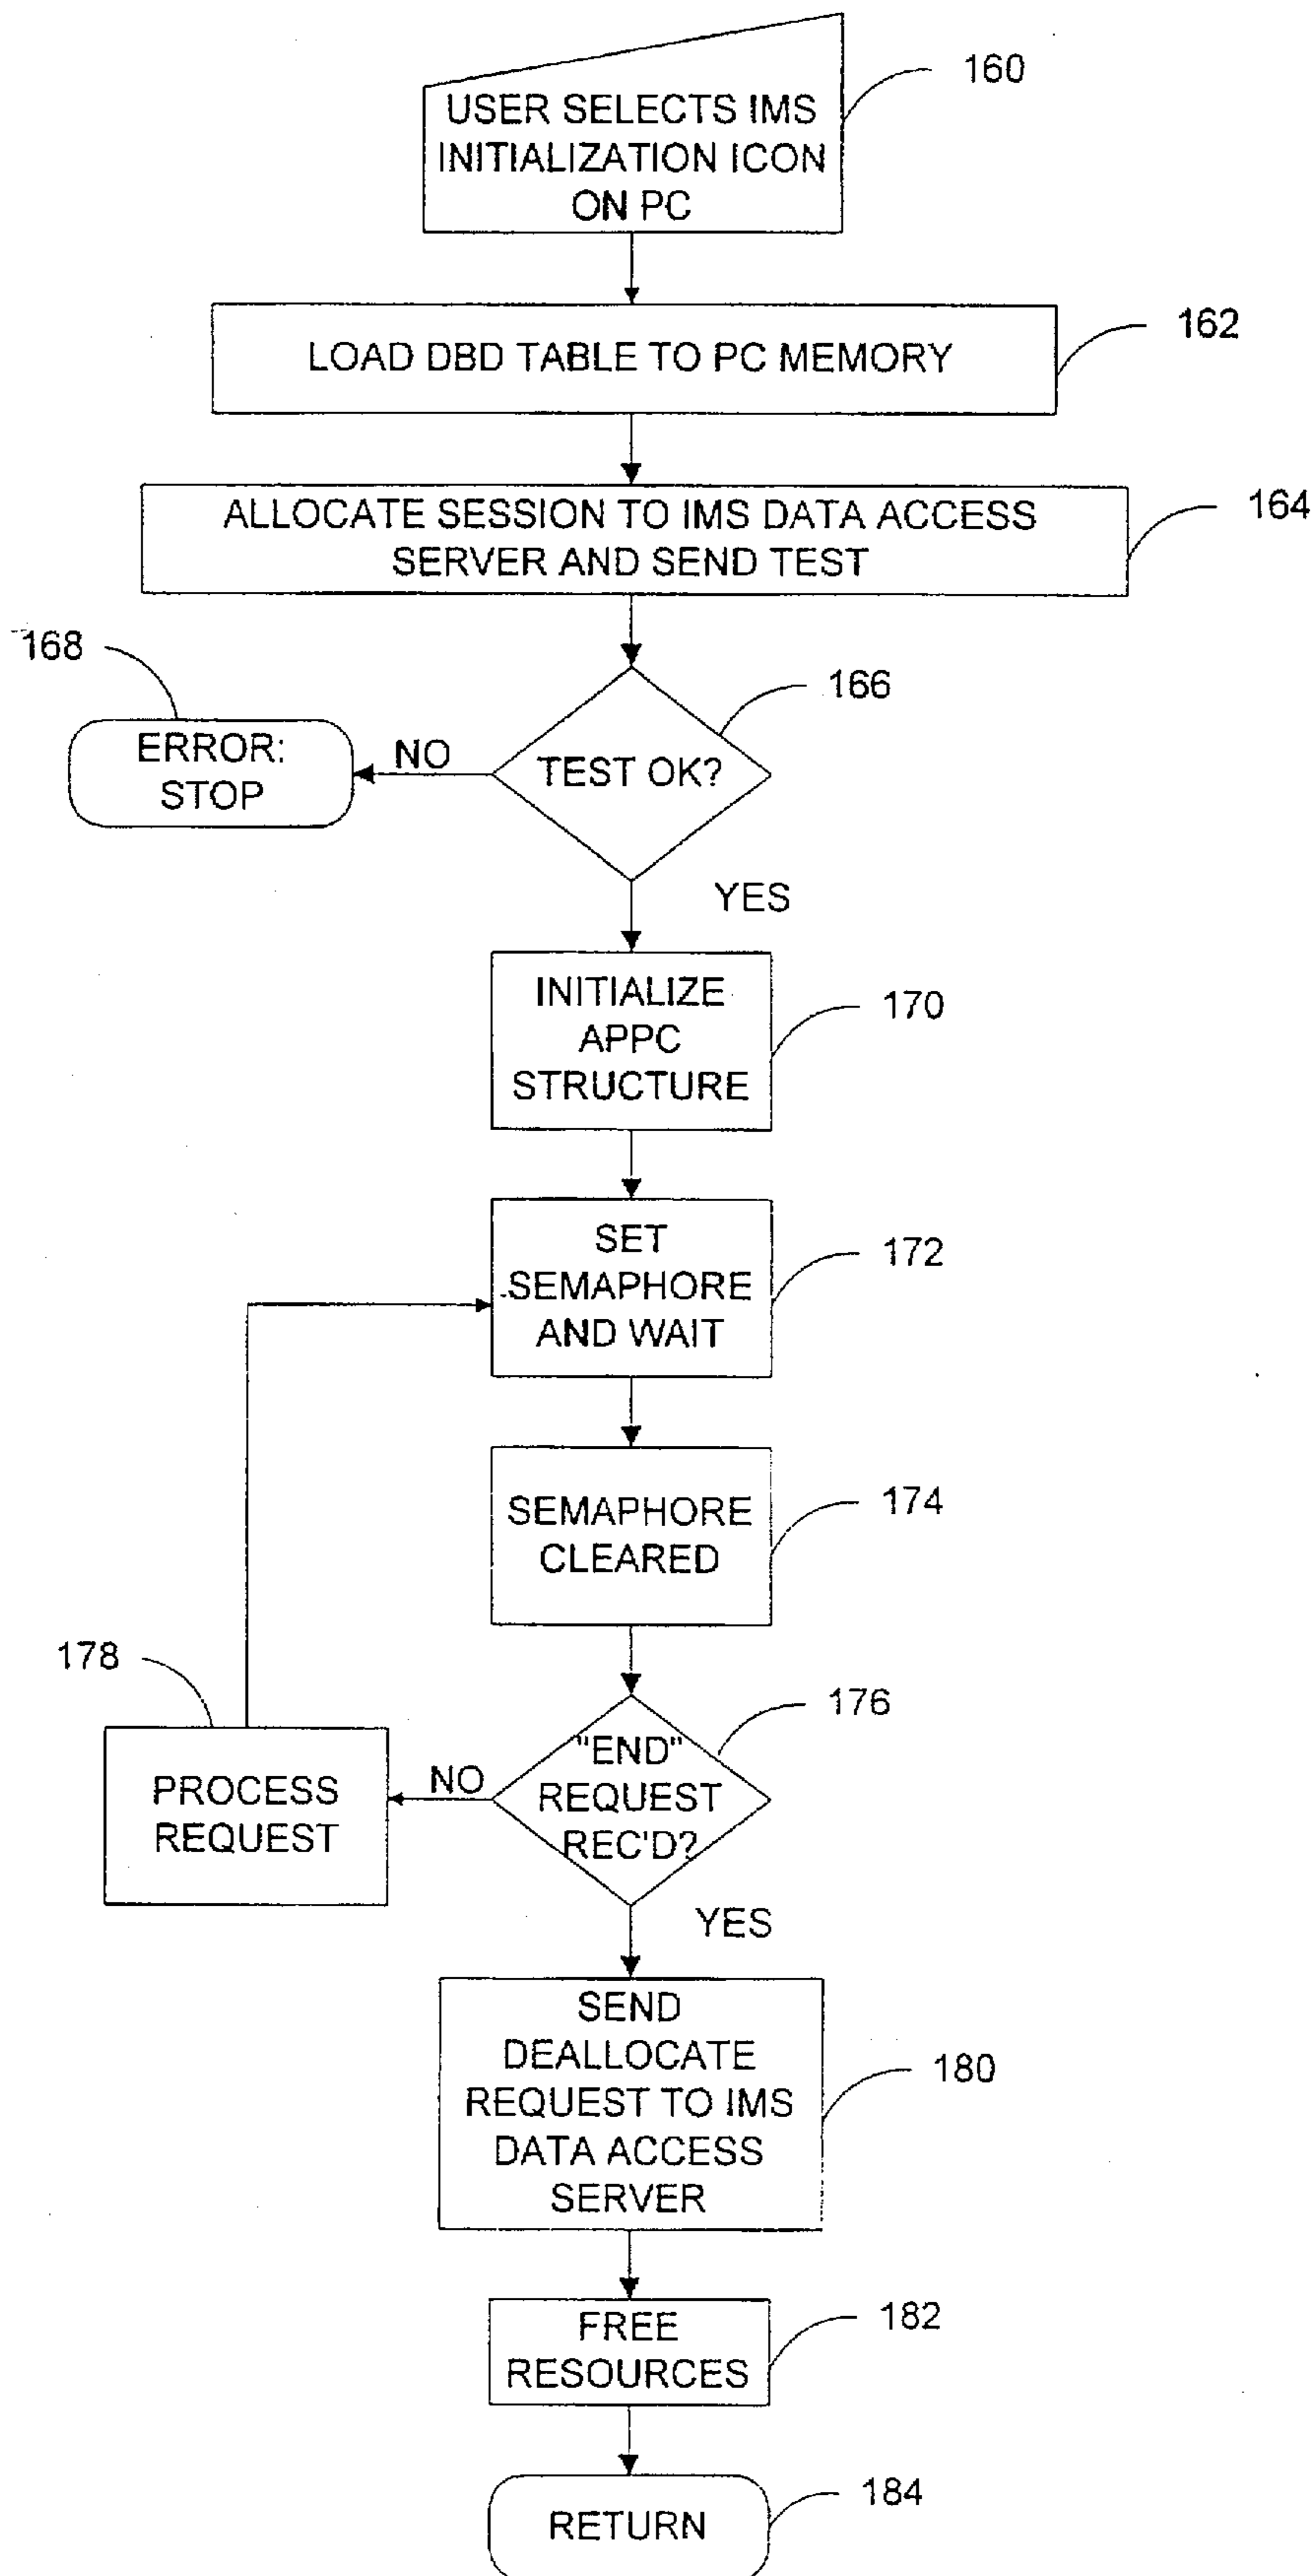 160
USER SELECTS IMS
INITIALIZATION ICON
ON PC
162
LOAD DBD TABLE TO PC MEMORY
164
ALLOCATE SESSION TO IMS DATA ACCESS
SERVER AND SEND TEST
168
166
ERROR:
STOP
NO
TEST OK?
YES
INITIALIZE
APPC
STRUCTURE
170
SET
SEMAPHORE
AND WAIT
172
SEMAPHORE
CLEARED
174
178
176
PROCESS
REQUEST
NO
"END"
REQUEST
REC'D?
YES
SEND
DEALLOCATE
REQUEST TO IMS
DATA ACCESS
SERVER
180
FREE
RESOURCES
182
RETURN
184